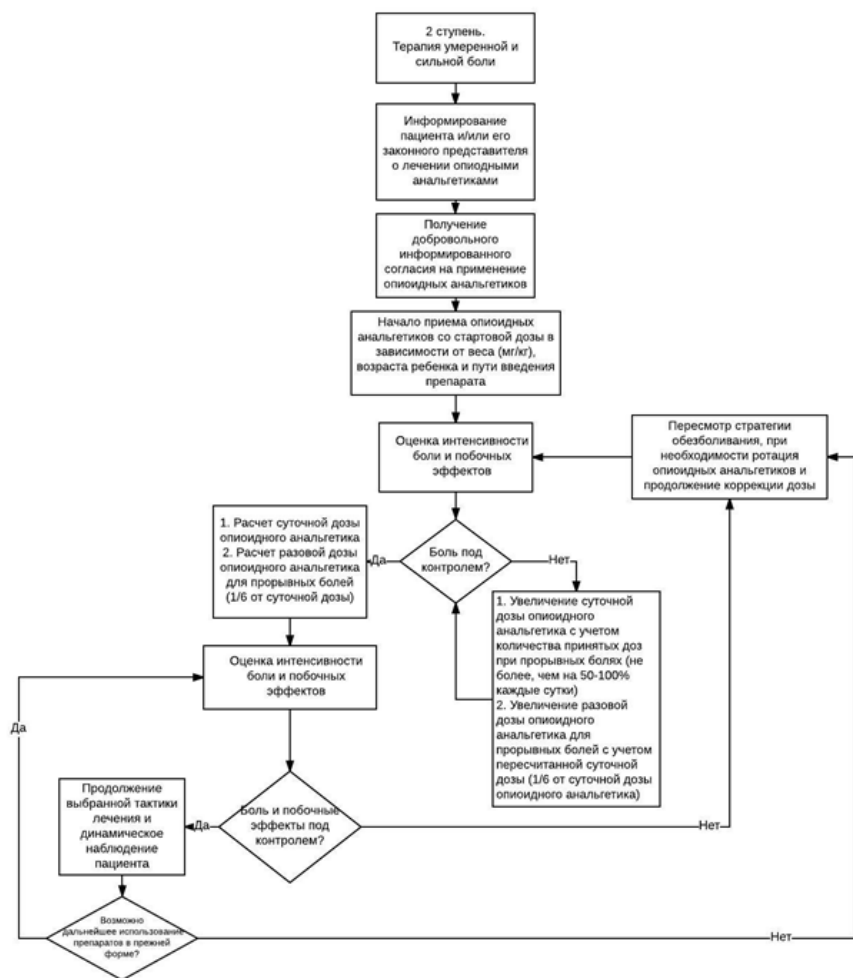 2 ступень.
Терапия умеренной и
сильной боли
Информирование
пациента и/или его
законного представителя
о лечении опиодными
анальгетиками
Получение
добровольного
информированного
согласия на применение
опиоидных анальгетиков
Начало приема опиоидных
анальгетиков со стартовой дозы в
зависимости от веса (мг/кг),
возраста ребенка и пути введения
препарата
Оценка интенсивности
боли и побочных
эффектов
Пересмотр стратегии
обезболивания, при
необходимости ротация
опиоидных анальгетиков и
продолжение коррекции дозы
Боль под
контролем?
Да
Нет
1. Расчет суточной дозы
опиоидного анальгетика
2. Расчет разовой дозы
опиоидного анальгетика
для прорывных болей
(1/6 от суточной дозы)
1. Увеличение суточной
дозы опиоидного
анальгетика с учетом
количества принятых доз
при прорывных болях (не
более, чем на 50-100%
каждые сутки)
2. Увеличение разовой
дозы опиоидного
анальгетика для
прорывных болей с учетом
пересчитанной суточной
дозы (1/6 от суточной дозы
опиоидного анальгетика)
Оценка интенсивности
боли и побочных
эффектов
Да
Боль и побочные
эффекты под
контролем?
Да
Нет
Продолжение
выбранной тактики
лечения и
динамическое
наблюдение
пациента
Возможно
дальнейшее использование
препаратов в прежней
форме?
Нет